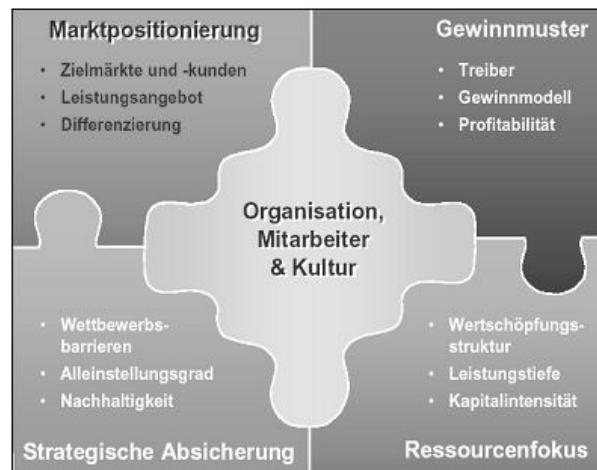 Marktpositionierung
• Zielmärkte und -kunden
• Leistungsangebot
• Differenzierung
Gewinnmuster
• Treiber
• Gewinnmodell
• Profitabilität
Organisation,
Mitarbeiter
& Kultur
• Wettbewerbs-
barrieren
• Alleinstellungsgrad
• Nachhaltigkeit
Strategische Absicherung
• Wertschöpfungs-
struktur
• Leistungstiefe
• Kapitalintensität
Ressourcenfokus